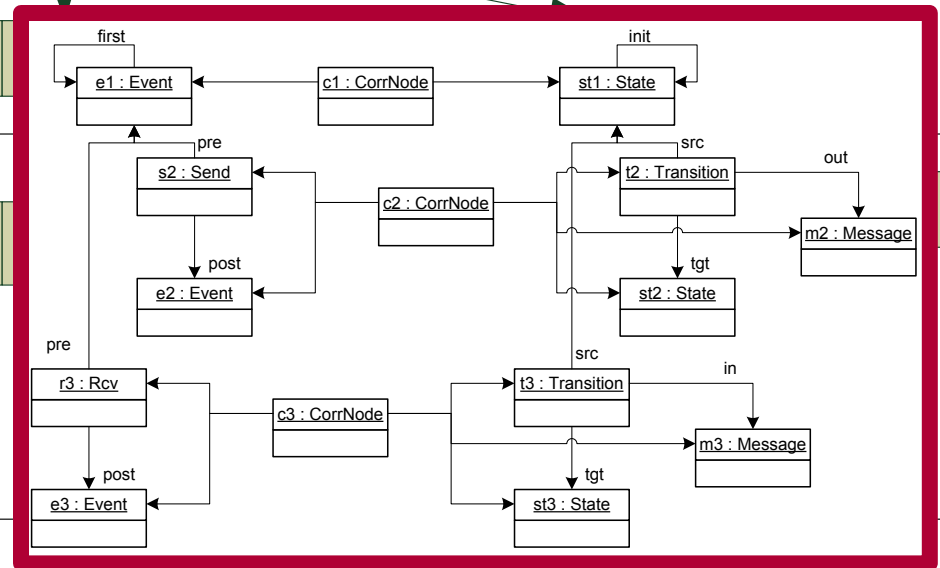 first
init
e1 : Event
c1 : CorrNode
st1 : State
pre
src
s2 : Send
t2 : Transition
out
c2 : CorrNode
m2 : Message
post
tgt
e2 : Event
st2 : State
pre
src
r3 : Rcv
t3 : Transition
in
c3 : CorrNode
m3 : Message
post
tgt
e3 : Event
st3 : State